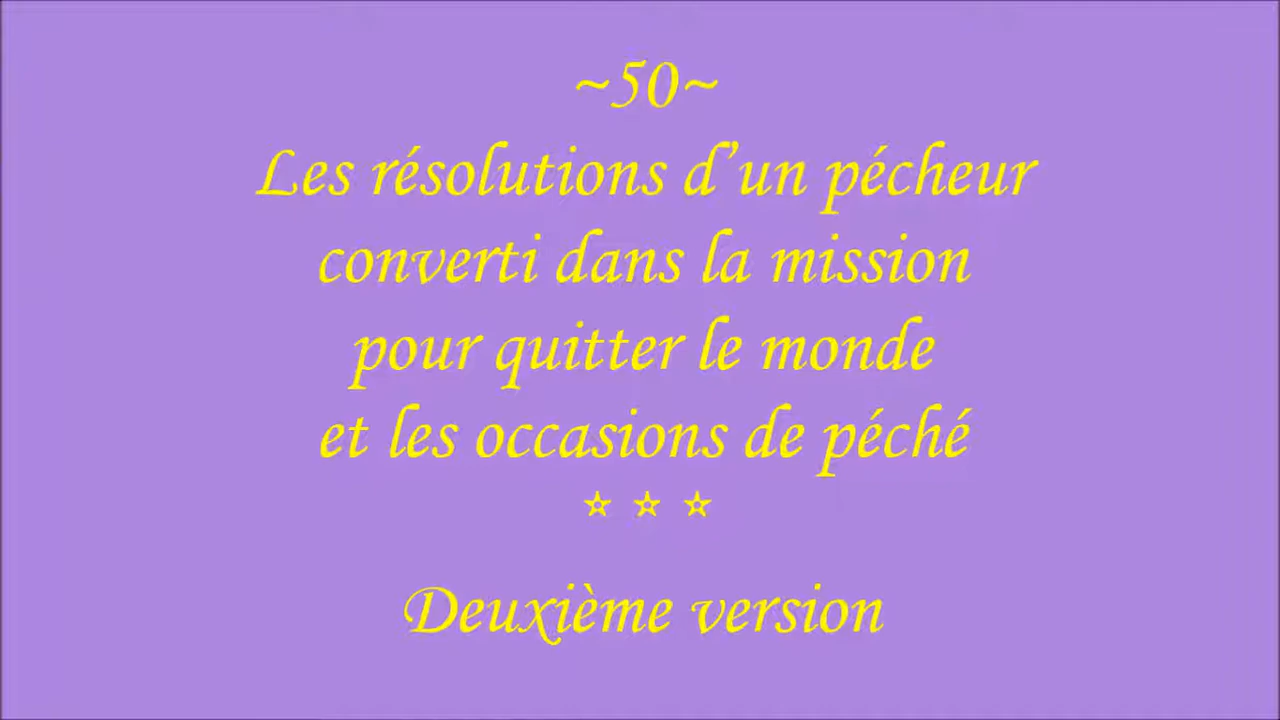 ~50~
Les résolutions d’un pécheur
converti dans la mission
pour quitter le monde
et les occasions de péché
✯ ✯ ✯
Deuxième version